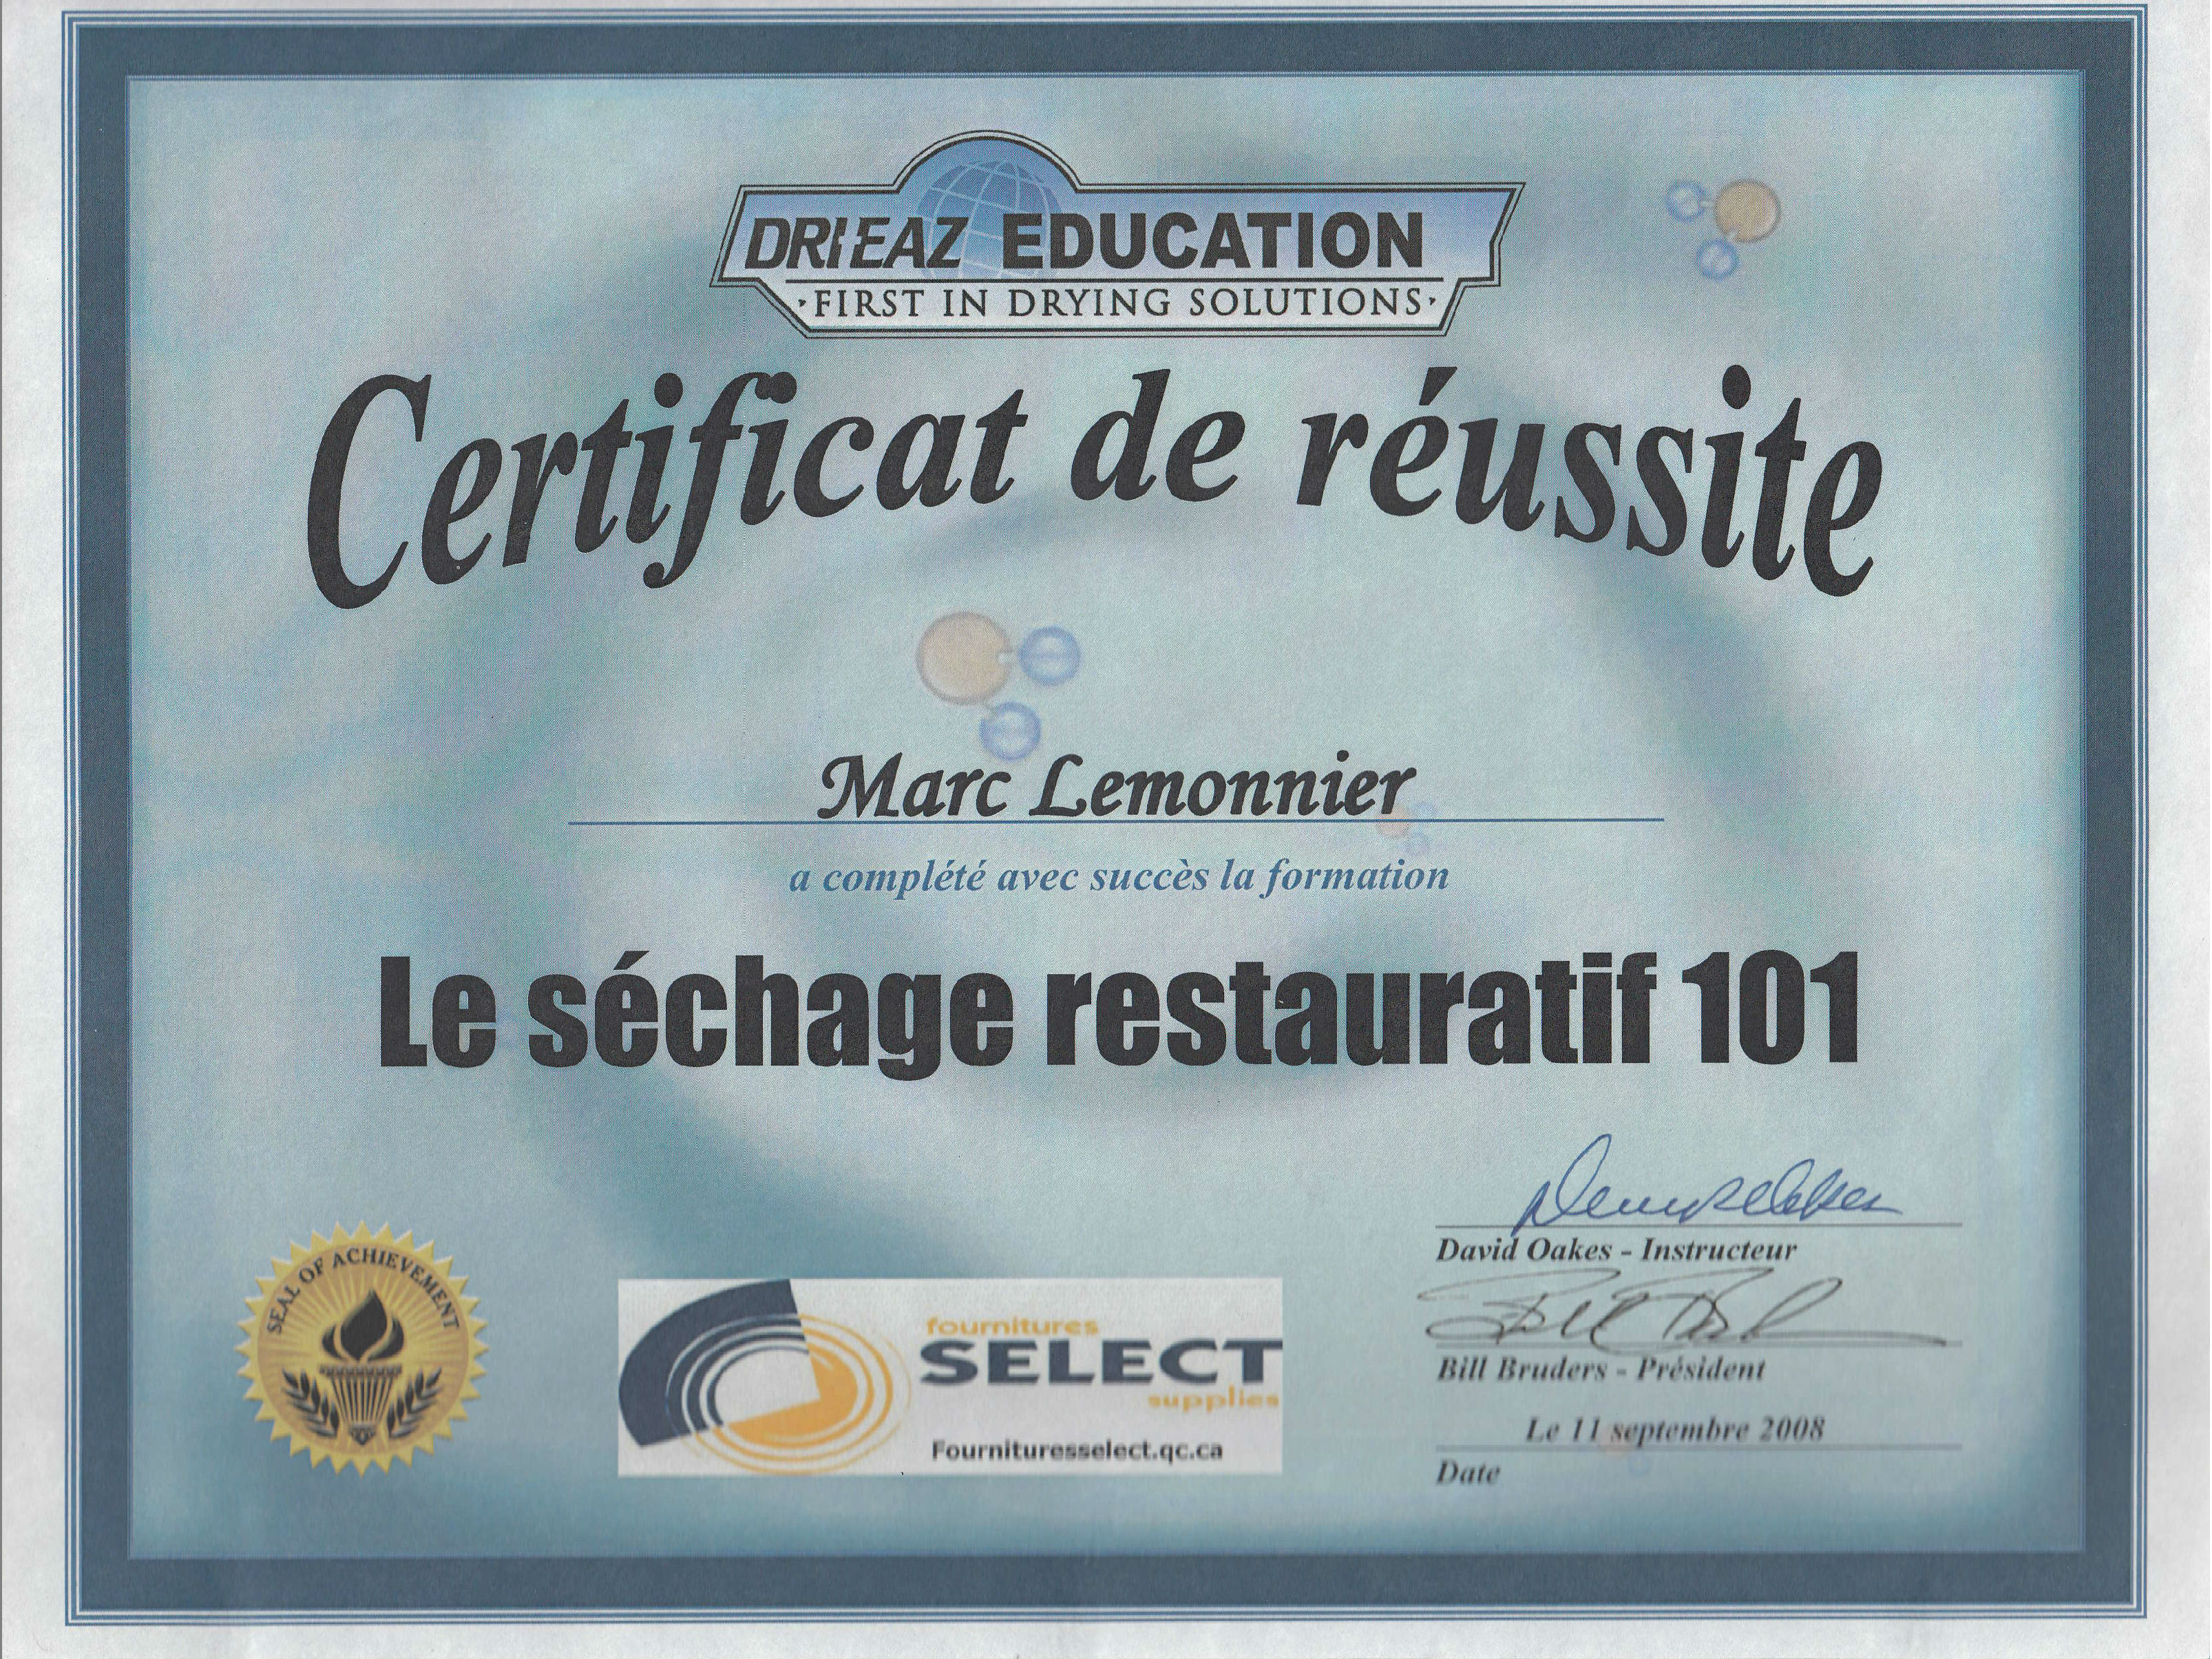 DRIEAZ EDUCATION
·FIRST IN DRYING SOLUTIONS·
Certificat de réussite
Marc Lemonnier
a complété avec succès la formation
Le séchage restauratif 101
David Oakes - Instructeur
Bill Bruders - Président
Le 11 septembre 2008
Date
SEAL OF ACHIEVEMENT
fournitures
SELECT
supplies
Fournituresselect.qc.ca